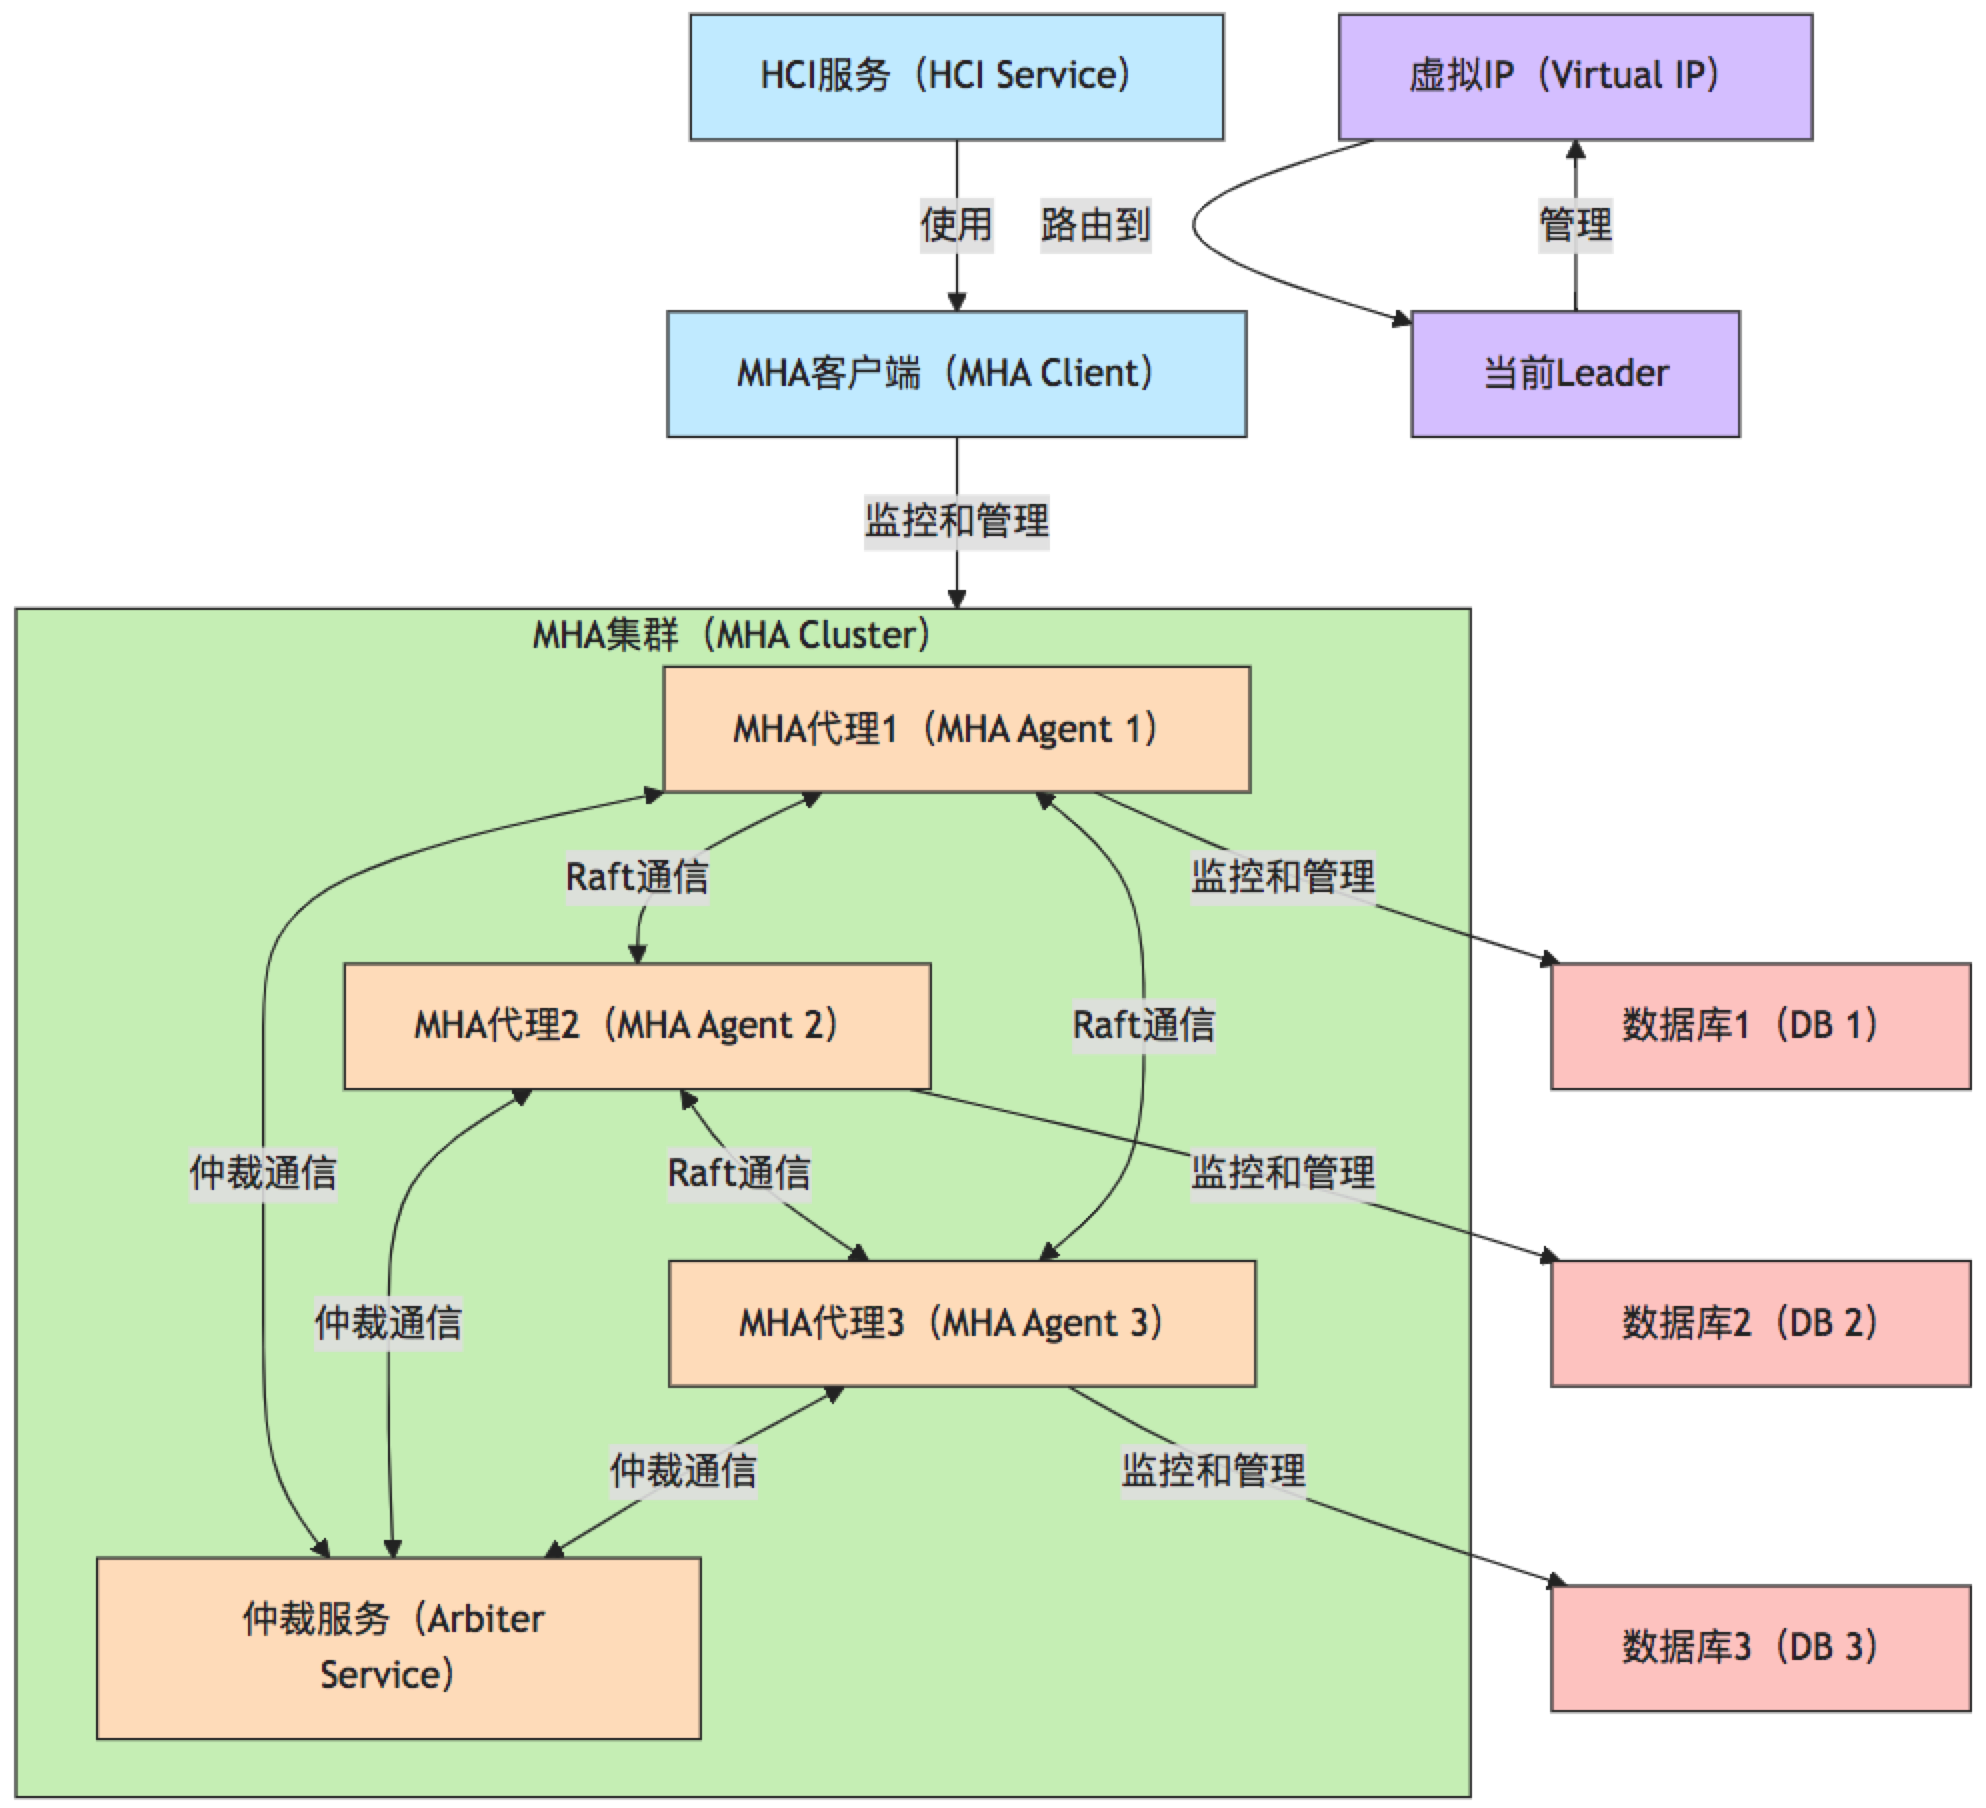 HCI服务（HCI Service）
虚拟IP（Virtual IP）
使用
路由到
管理
MHA客户端（MHA Client）
当前Leader
监控和管理
MHA集群（MHA Cluster）
MHA代理1（MHA Agent 1）
Raft通信
监控和管理
MHA代理2（MHA Agent 2）
Raft通信
数据库1（DB 1）
仲裁通信
Raft通信
监控和管理
仲裁通信
MHA代理3（MHA Agent 3）
数据库2（DB 2）
仲裁通信
监控和管理
仲裁服务（Arbiter
Service）
数据库3（DB 3）